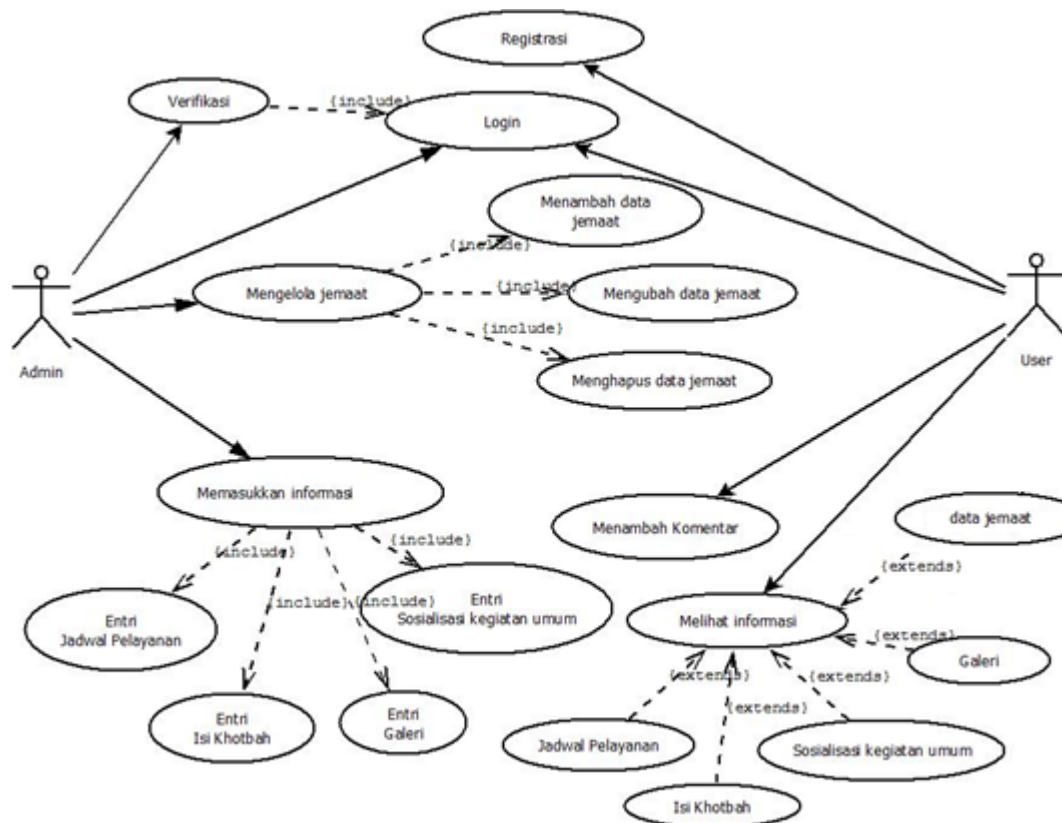 Registrasi
Verifikasi
{include}
Login
Menambah data
jemaat
{include}
Mengelola jemaat
{include}
Mengubah data jemaat
{include}
Menghapus data jemaat
Admin
User
Memasukkan informasi
{include}
{include}
{include}
{include}
Entri
Jadwal Pelayanan
Entri
Sosialisasi kegiatan umum
Entri
Isi Khotbah
Entri
Galeri
Menambah Komentar
data jemaat
{extends}
Melihat informasi
{extends}
Galeri
{extends}
{extends}
{extends}
Jadwal Pelayanan
Sosialisasi kegiatan umum
Isi Khotbah